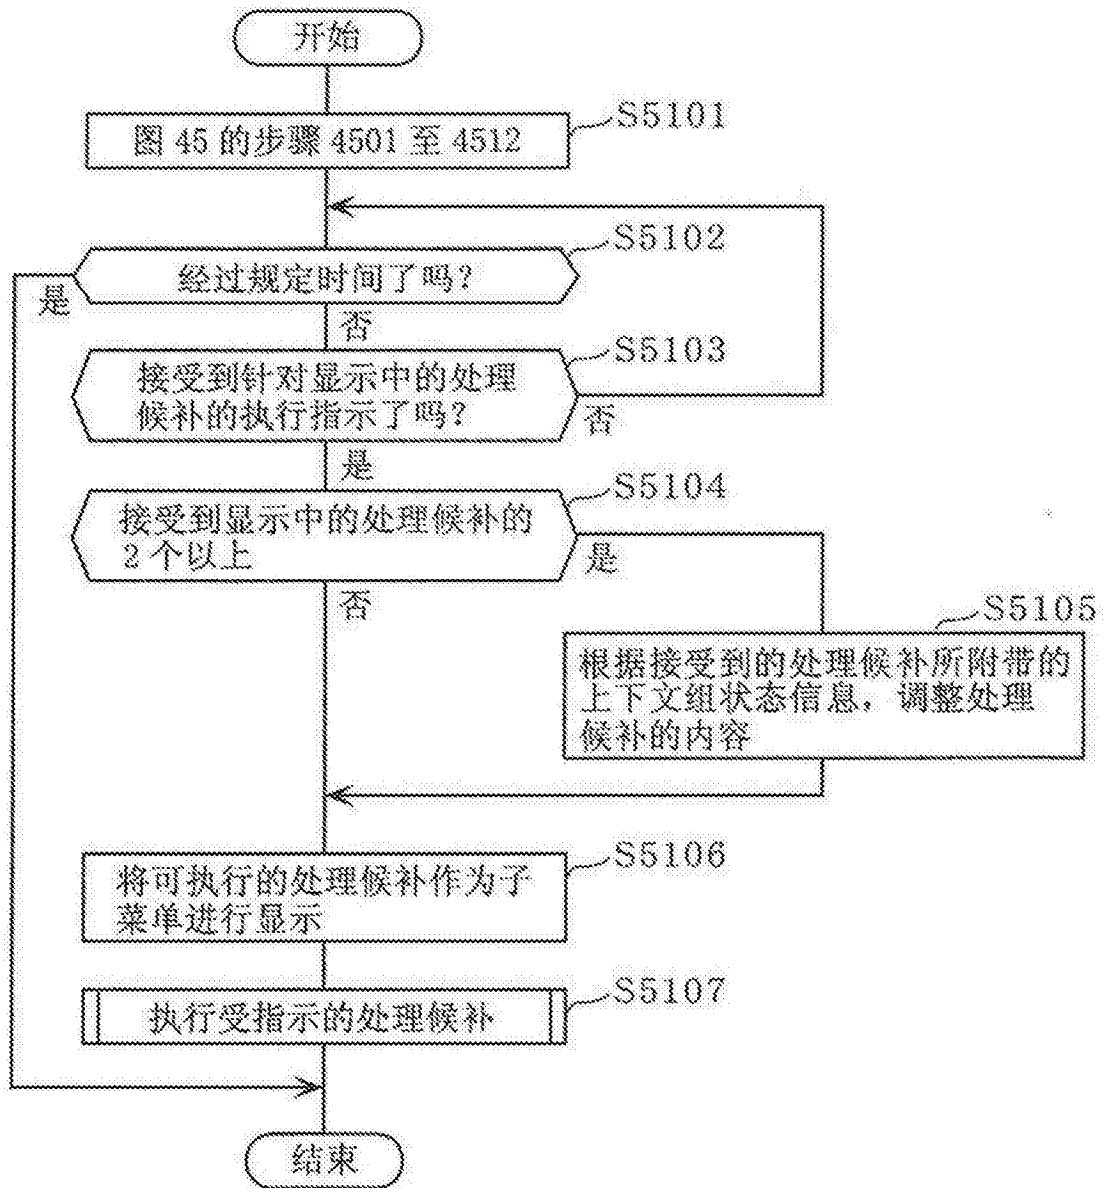 开始
S5101
图 45 的步骤 4501 至 4512
S5102
经过规定时间了吗？
是
否
S5103
接受到针对显示中的处理
候补的执行指示了吗？
否
是
S5104
接受到显示中的处理候补的
2 个以上
是
否
S5105
根据接受到的处理候补所附带的
上下文组状态信息，调整处理
候补的内容
S5106
将可执行的处理候补作为子
菜单进行显示
S5107
执行受指示的处理候补
结束